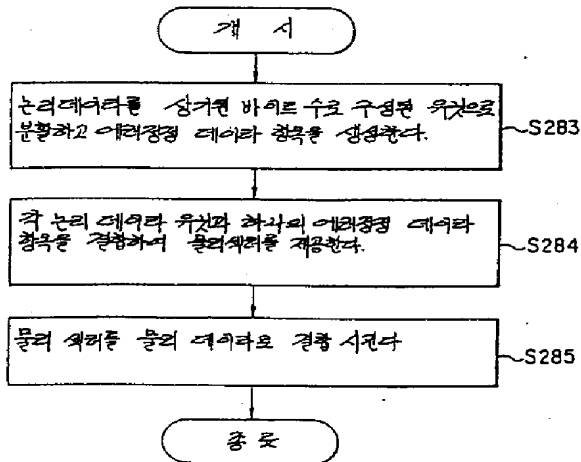 개 시
논리데이타를 상기된 바이트 수로 구성된 유닛으로
분할하고 에러정정 데이타 항목을 생성한다.
S283
각 논리 데이타 유닛과 하나의 에러정정 데이타
항목을 결합하여 물리섹터를 제공한다.
S284
물리 섹터를 물리 데이타로 결합 시킨다
S285
종 료